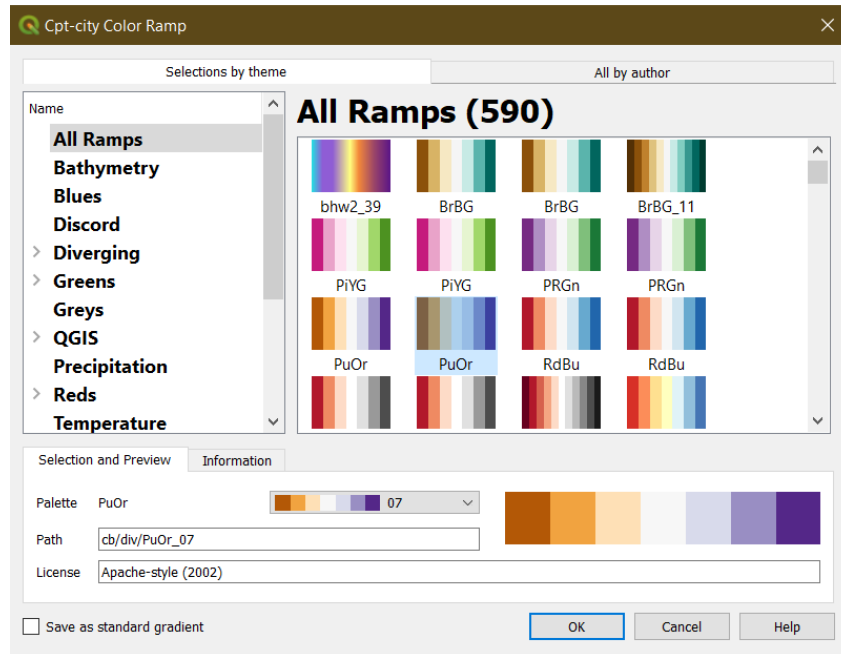 Cpt-city Color Ramp
Selections by theme
All by author
Name
All Ramps
Bathymetry
Blues
Discord
Diverging
Greens
Greys
QGIS
Precipitation
Reds
Temperature
All Ramps (590)
bhw2_39 BrBG BrBG BrBG_11
PiYG PiYG PRGn PRGn
PuOr PuOr RdBu RdBu
Selection and Preview
Information
Palette PuOr 07
Path cb/div/PuOr_07
License Apache-style (2002)
Save as standard gradient
OK Cancel Help